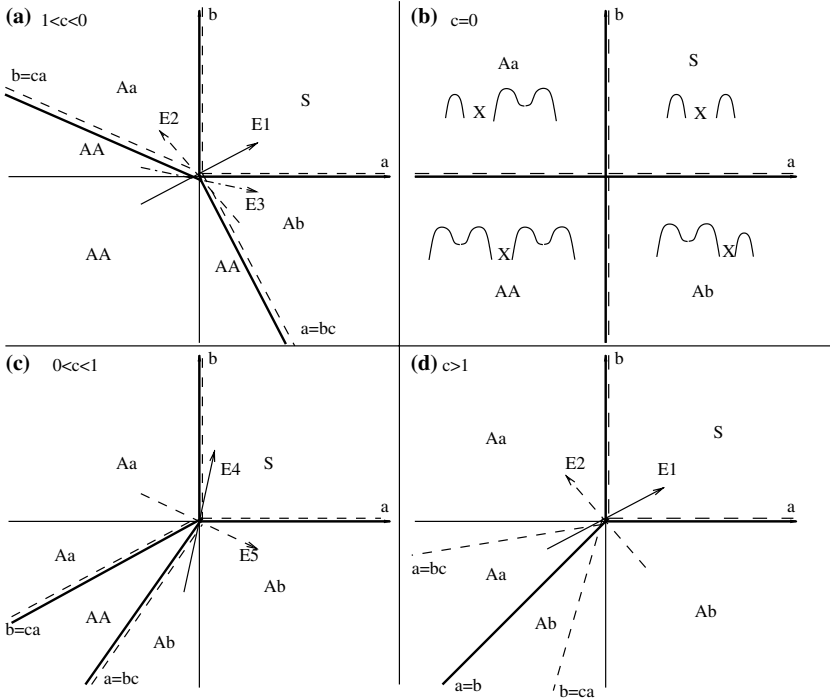 (a) 1<c<0
b
b=ca
Aa
S
E2
E1
AA
a
E3
Ab
AA
AA
a=bc
(b) c=0
b
Aa
S
X
X
a
X
X
AA
Ab
(c) 0<c<1
b
Aa
E4
S
a
E5
Aa
Ab
AA
Ab
b=ca
a=bc
(d) c>1
b
S
Aa
E2
E1
a
a=bc
Aa
Ab
Ab
a=b
b=ca